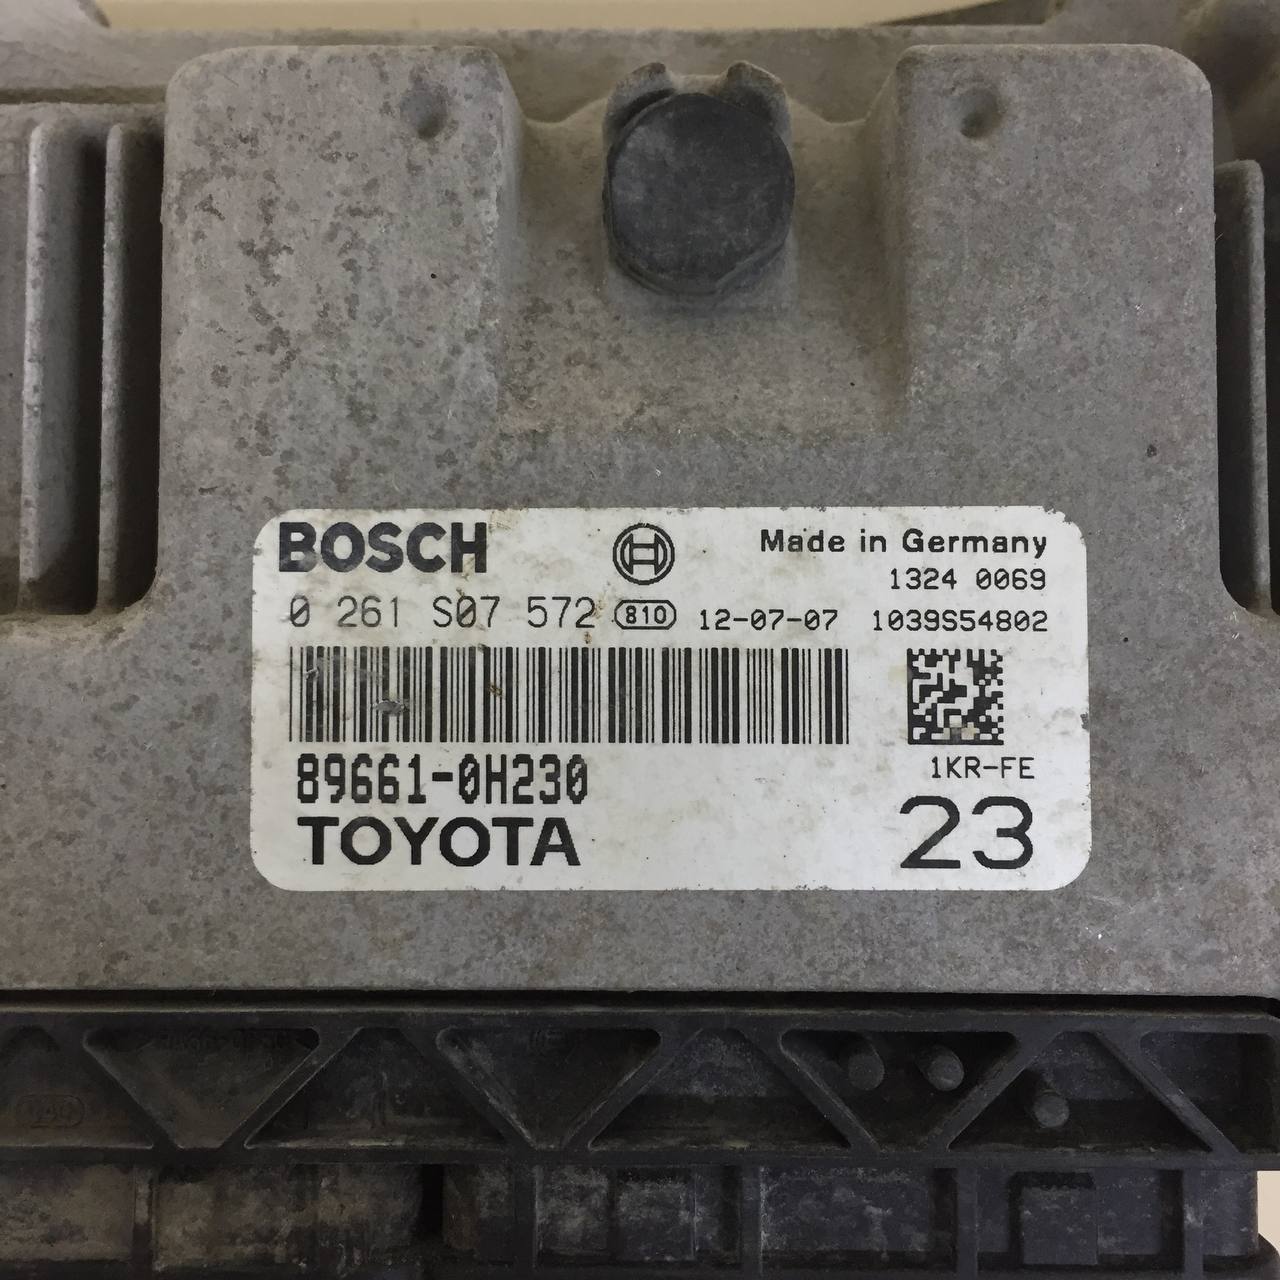 BOSCH
Made in Germany
1324 0069
0 261 S07 572 810 12-07-07 1039S54802
89661-0H230
1KR-FE
TOYOTA
23